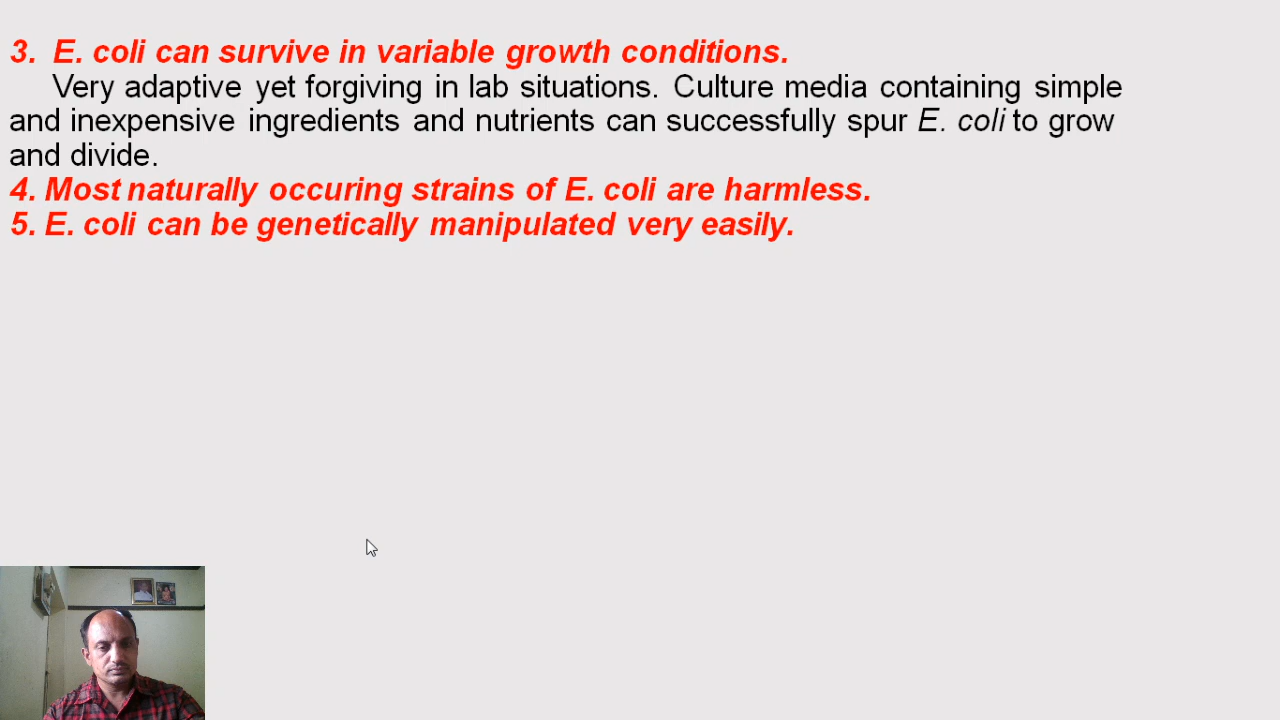 3. E. coli can survive in variable growth conditions.
Very adaptive yet forgiving in lab situations. Culture media containing simple
and inexpensive ingredients and nutrients can successfully spur E. coli to grow
and divide.
4. Most naturally occuring strains of E. coli are harmless.
5. E. coli can be genetically manipulated very easily.